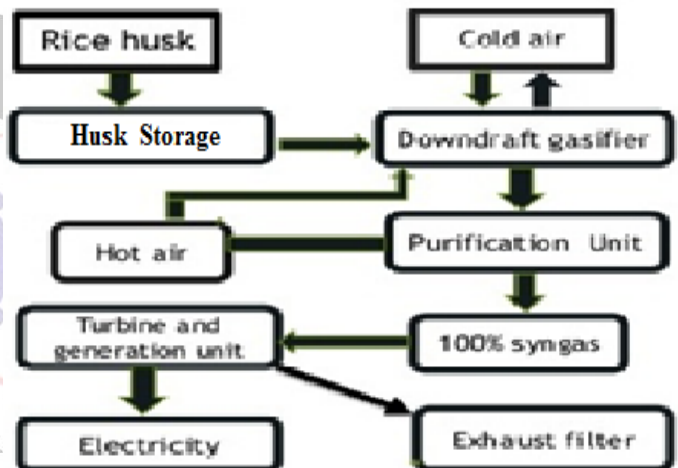 Rice husk
Cold air
Husk Storage
Downdraft gasifier
Hot air
Purification Unit
Turbine and
generation unit
100% syngas
Electricity
Exhaust filter